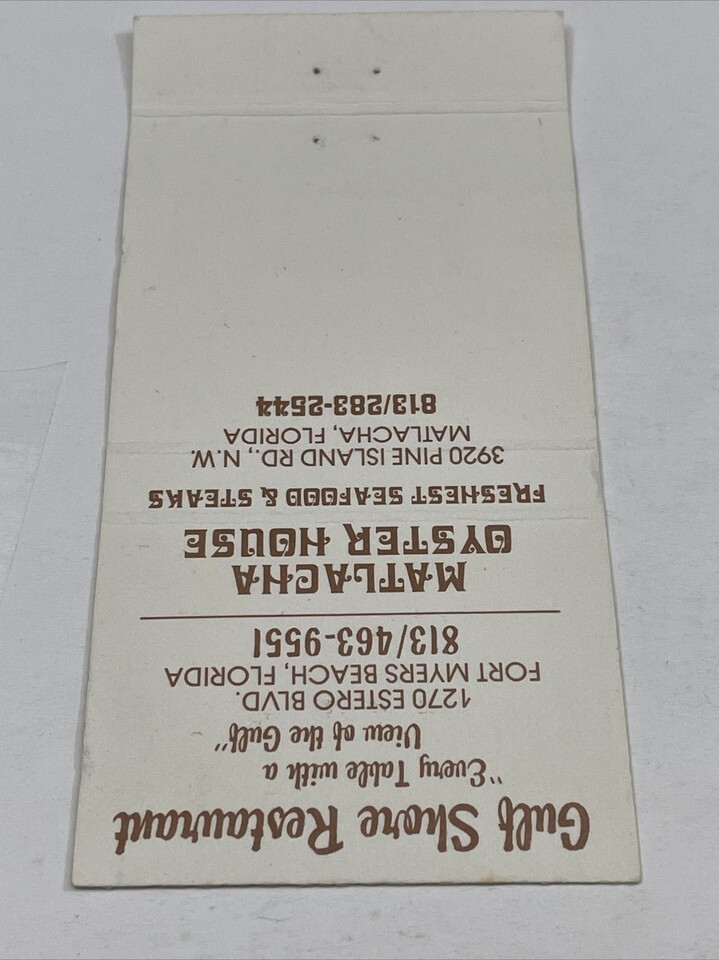 Gulf Shore Restaurant
"Every Table with a
View of the Gulf"
1270 ESTERO BLVD.
FORT MYERS BEACH, FLORIDA
813/463-9551
MATLACHA
OYSTER HOUSE
FRESHEST SEAFOOD & STEAKS
3920 PINE ISLAND RD., N.W.
MATLACHA, FLORIDA
813/283-2544